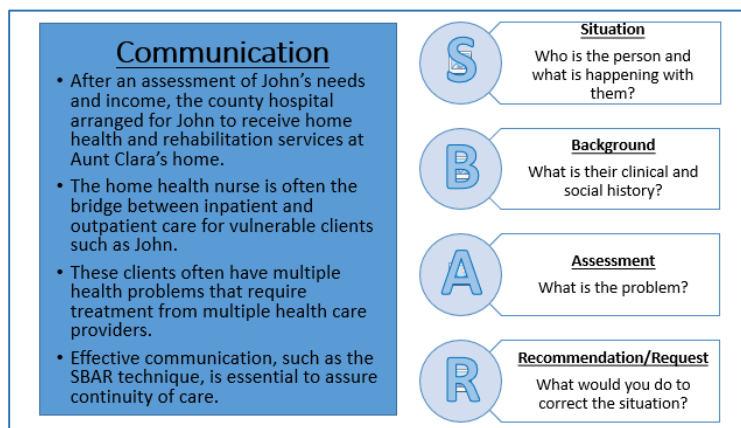 Communication
• After an assessment of John's needs
and income, the county hospital
arranged for John to receive home
health and rehabilitation services at
Aunt Clara's home.
• The home health nurse is often the
bridge between inpatient and
outpatient care for vulnerable clients
such as John.
• These clients often have multiple
health problems that require
treatment from multiple health care
providers.
• Effective communication, such as the
SBAR technique, is essential to assure
continuity of care.
S
Situation
Who is the person and
what is happening with
them?
B
Background
What is their clinical and
social history?
A
Assessment
What is the problem?
R
Recommendation/Request
What would you do to
correct the situation?